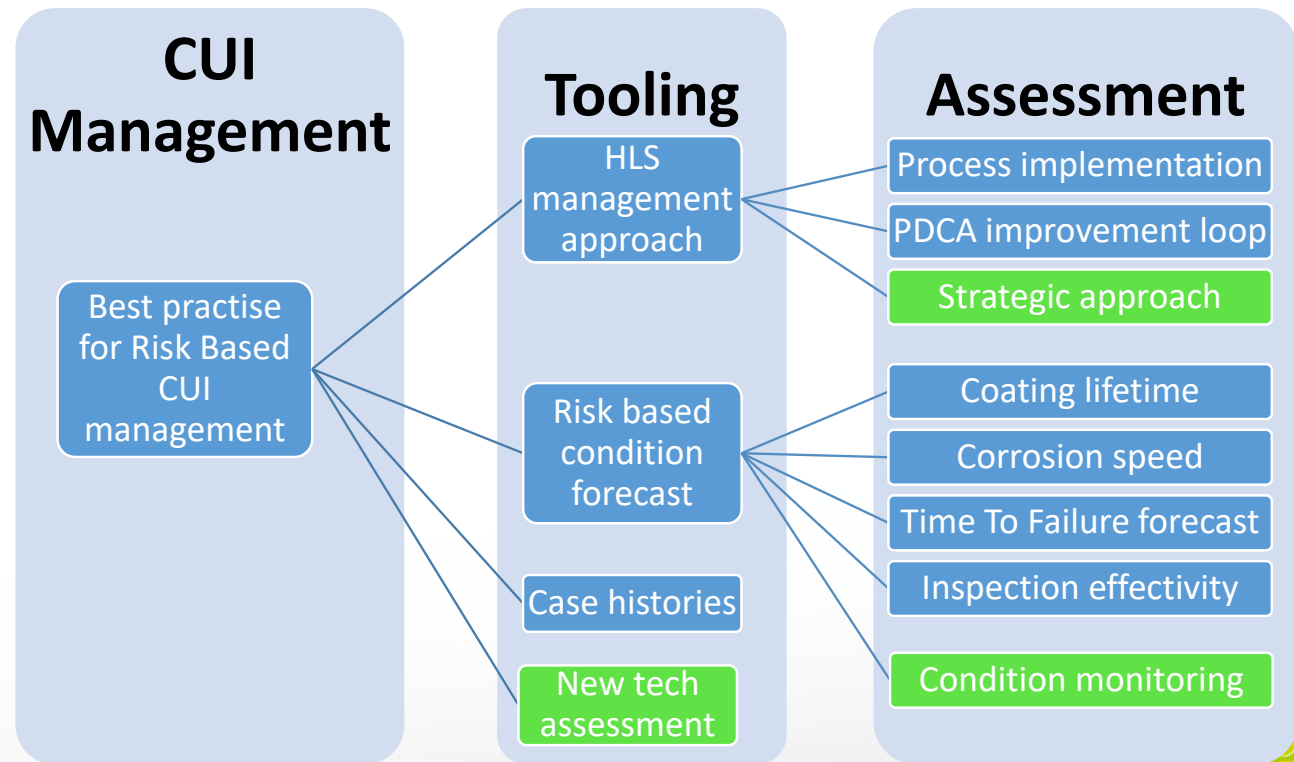 CUI
Management
Best practise
for Risk Based
CUI
management
Tooling
HLS
management
approach
Risk based
condition
forecast
Case histories
New tech
assessment
Assessment
Process implementation
PDCA improvement loop
Strategic approach
Coating lifetime
Corrosion speed
Time To Failure forecast
Inspection effectivity
Condition monitoring